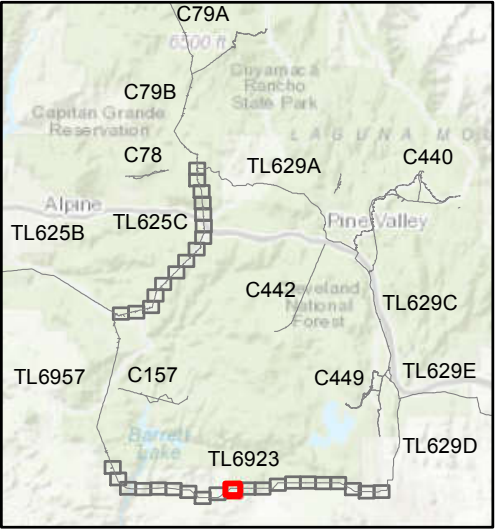 C79A
6500 ft
Cuyamaca
Rancho
State Park
C79B
Capitan Grande
Reservation
LAGUNA MO
C78
TL629A
C440
Alpine
TL625C
Pine Valley
TL625B
C442
Cleveland
National
Forest
TL629C
TL6957
C157
C449
TL629E
Barrett
Lake
TL6923
TL629D